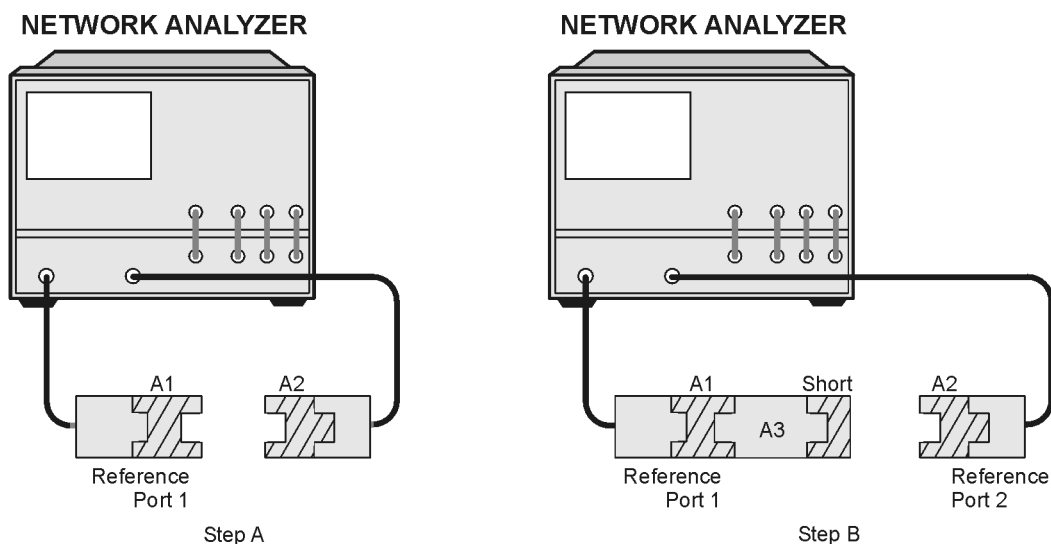 NETWORK ANALYZER
A1
A2
Reference
Port 1
Step A
NETWORK ANALYZER
A1
Short
A2
A3
Reference
Port 1
Reference
Port 2
Step B